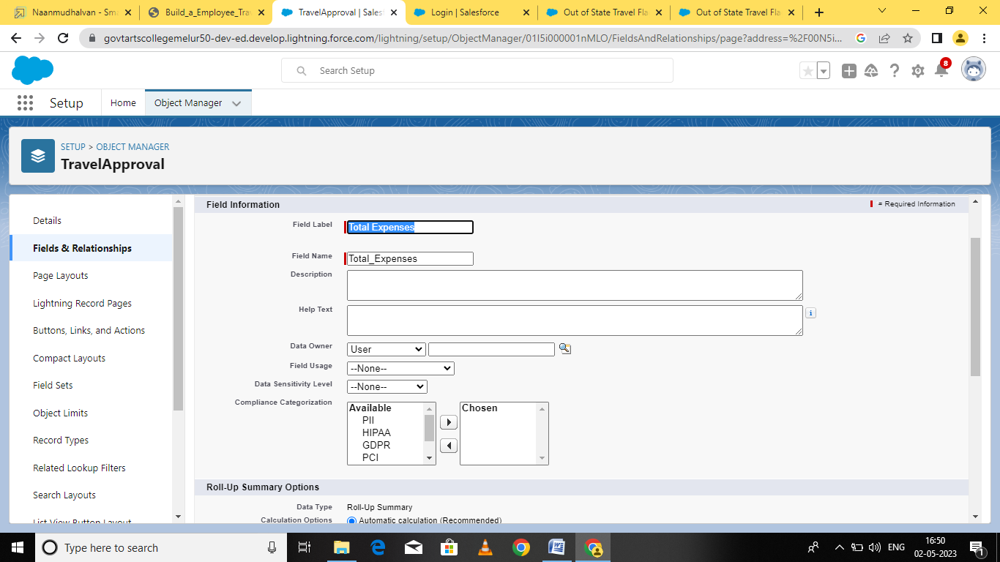 Naanmudhalvan - Sma
Build_a_Employee_Tra
TravelApproval | Sales
Login | Salesforce
Out of State Travel Fla
Out of State Travel Fla
govtartscollegemelur50-dev-ed.develop.lightning.force.com/lightning/setup/ObjectManager/01I5i000001nMLO/FieldsAndRelationships/page?address=%2F00N5i...
Search Setup
8
Setup
Home
Object Manager
SETUP > OBJECT MANAGER
TravelApproval
Details
Fields & Relationships
Page Layouts
Lightning Record Pages
Buttons, Links, and Actions
Compact Layouts
Field Sets
Object Limits
Record Types
Related Lookup Filters
Search Layouts
List View Button Layout
Field Information
= Required Information
Field Label
Total Expenses
Field Name
Total_Expenses
Description
Help Text
i
Data Owner
User
Field Usage
--None--
Data Sensitivity Level
--None--
Compliance Categorization
Available
PII
HIPAA
GDPR
PCI
Chosen
Roll-Up Summary Options
Data Type
Roll-Up Summary
Calculation Options
Automatic calculation (Recommended)
Type here to search
ENG
16:50
02-05-2023
1